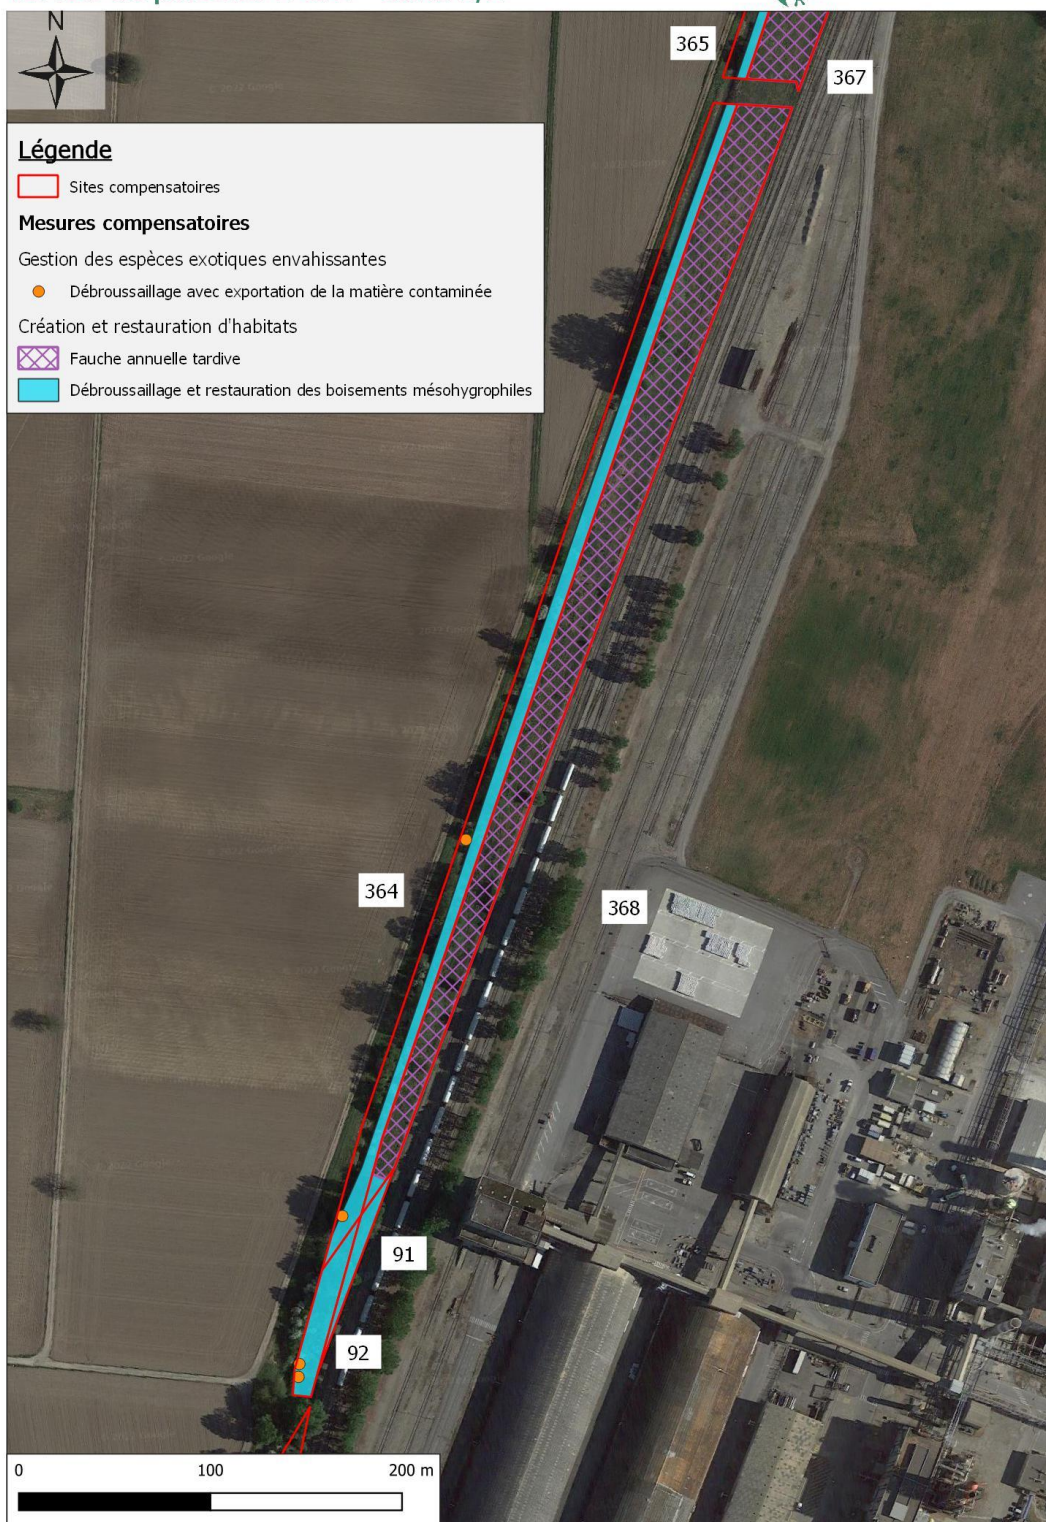 N
365
367
Légende
Sites compensatoires
Mesures compensatoires
Gestion des espèces exotiques envahissantes
Débroussaillage avec exportation de la matière contaminée
Création et restauration d'habitats
Fauche annuelle tardive
Débroussaillage et restauration des boisements mésohygrophiles
364
368
91
92
0 100 200 m